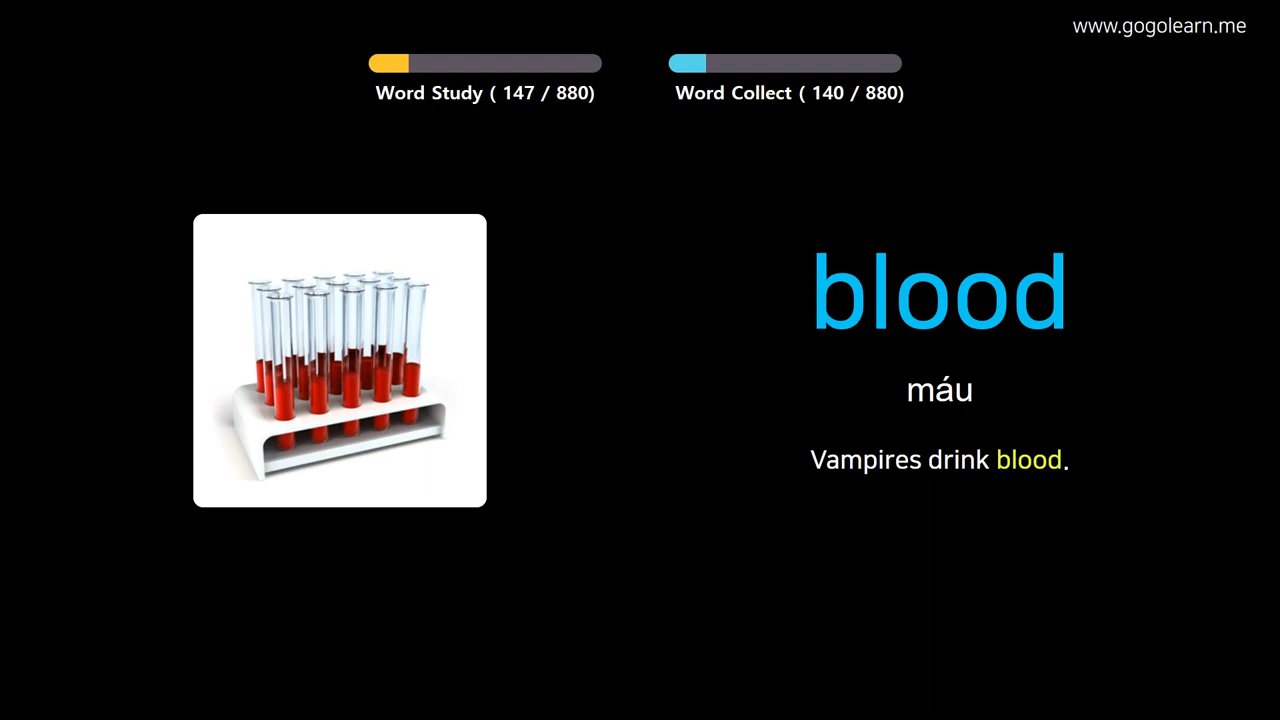 www.gogolearn.me
Word Study ( 147 / 880)
Word Collect ( 140 / 880)
blood
máu
Vampires drink blood.